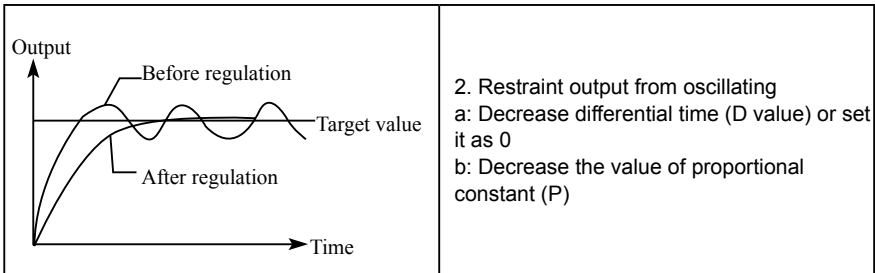 Output
Before regulation
Target value
After regulation
Time
2. Restraint output from oscillating
a: Decrease differential time (D value) or set
it as 0
b: Decrease the value of proportional
constant (P)